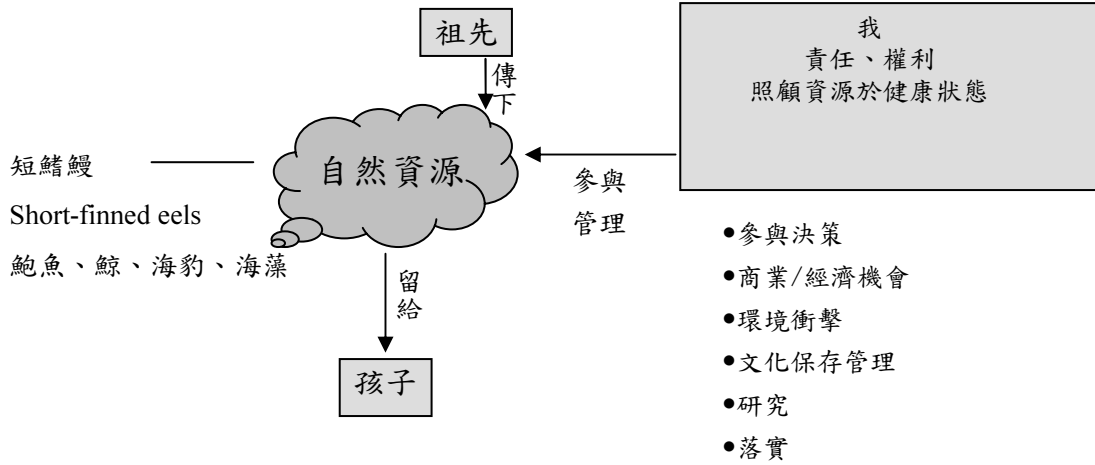 祖先
傳
下
我
責任、權利
照顧資源於健康狀態
自然資源
短鰭鰻
Short-finned eels
鮑魚、鯨、海豹、海藻
參與
管理
留
給
孩子
●參與決策
●商業/經濟機會
●環境衝擊
●文化保存管理
●研究
●落實